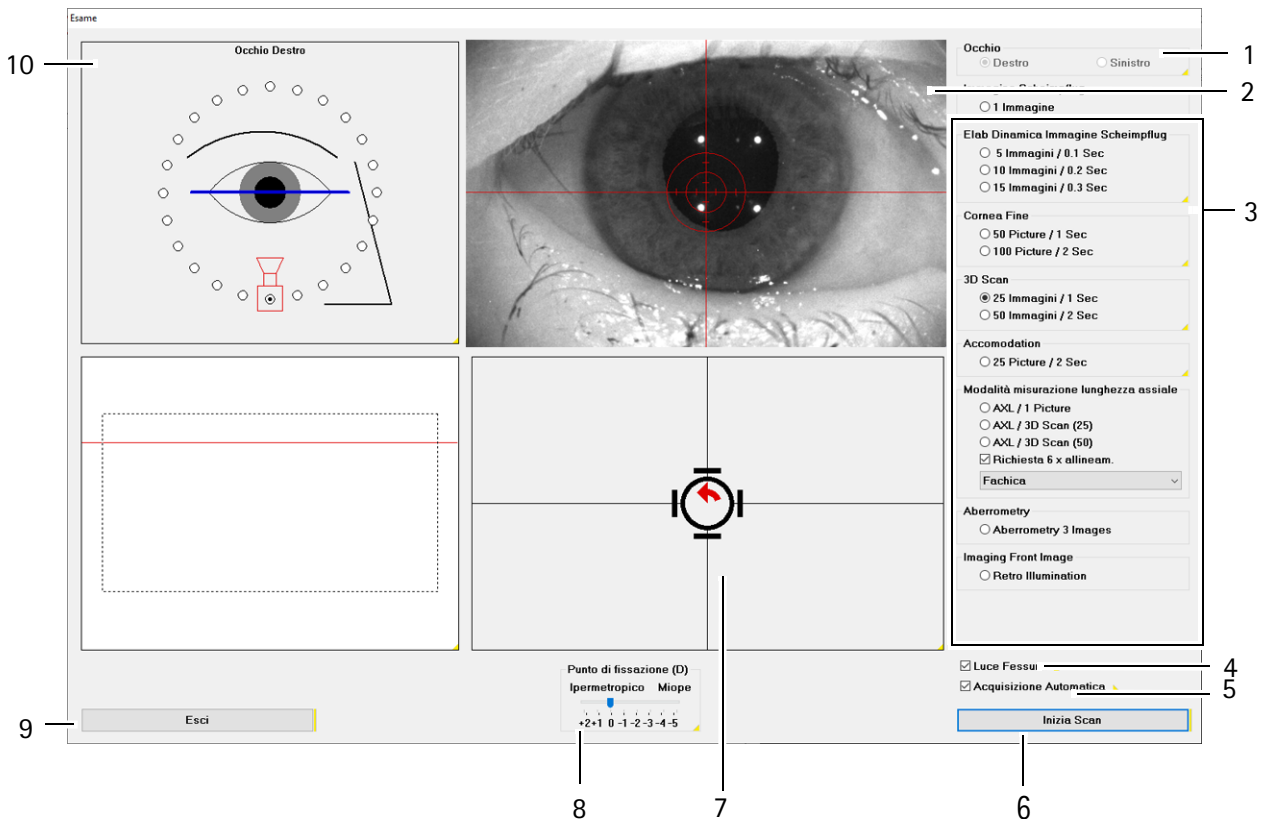 Esame
10
Occhio Destro
Occhio
Destro
Sinistro
1
2
1 Immagine
Elab Dinamica Immagine Scheimpflug
5 Immagini / 0.1 Sec
10 Immagini / 0.2 Sec
15 Immagini / 0.3 Sec
3
Cornea Fine
50 Picture / 1 Sec
100 Picture / 2 Sec
3D Scan
25 Immagini / 1 Sec
50 Immagini / 2 Sec
Accomodation
25 Picture / 2 Sec
Modalità misurazione lunghezza assiale
AXL / 1 Picture
AXL / 3D Scan (25)
AXL / 3D Scan (50)
Richiesta 6 x allineam.
Fachica
Aberrometry
Aberrometry 3 Images
Imaging Front Image
Retro Illumination
Luce Fessur
4
Acquisizione Automatica
5
Punto di fissazione (D)
Ipermetropico Miope
+2 +1 0 -1 -2 -3 -4 -5
9
Esci
Inizia Scan
8
7
6